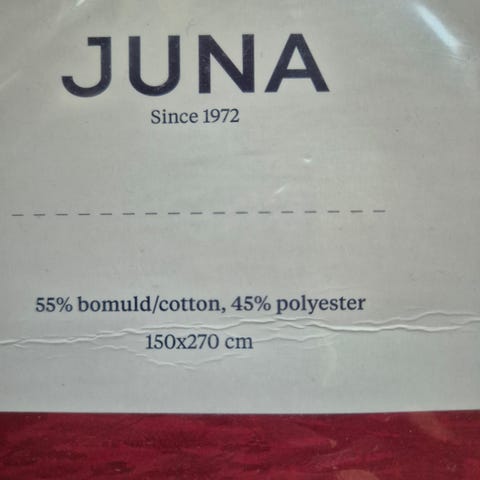 JUNA
Since 1972
55% bomuld/cotton, 45% polyester
150x270 cm